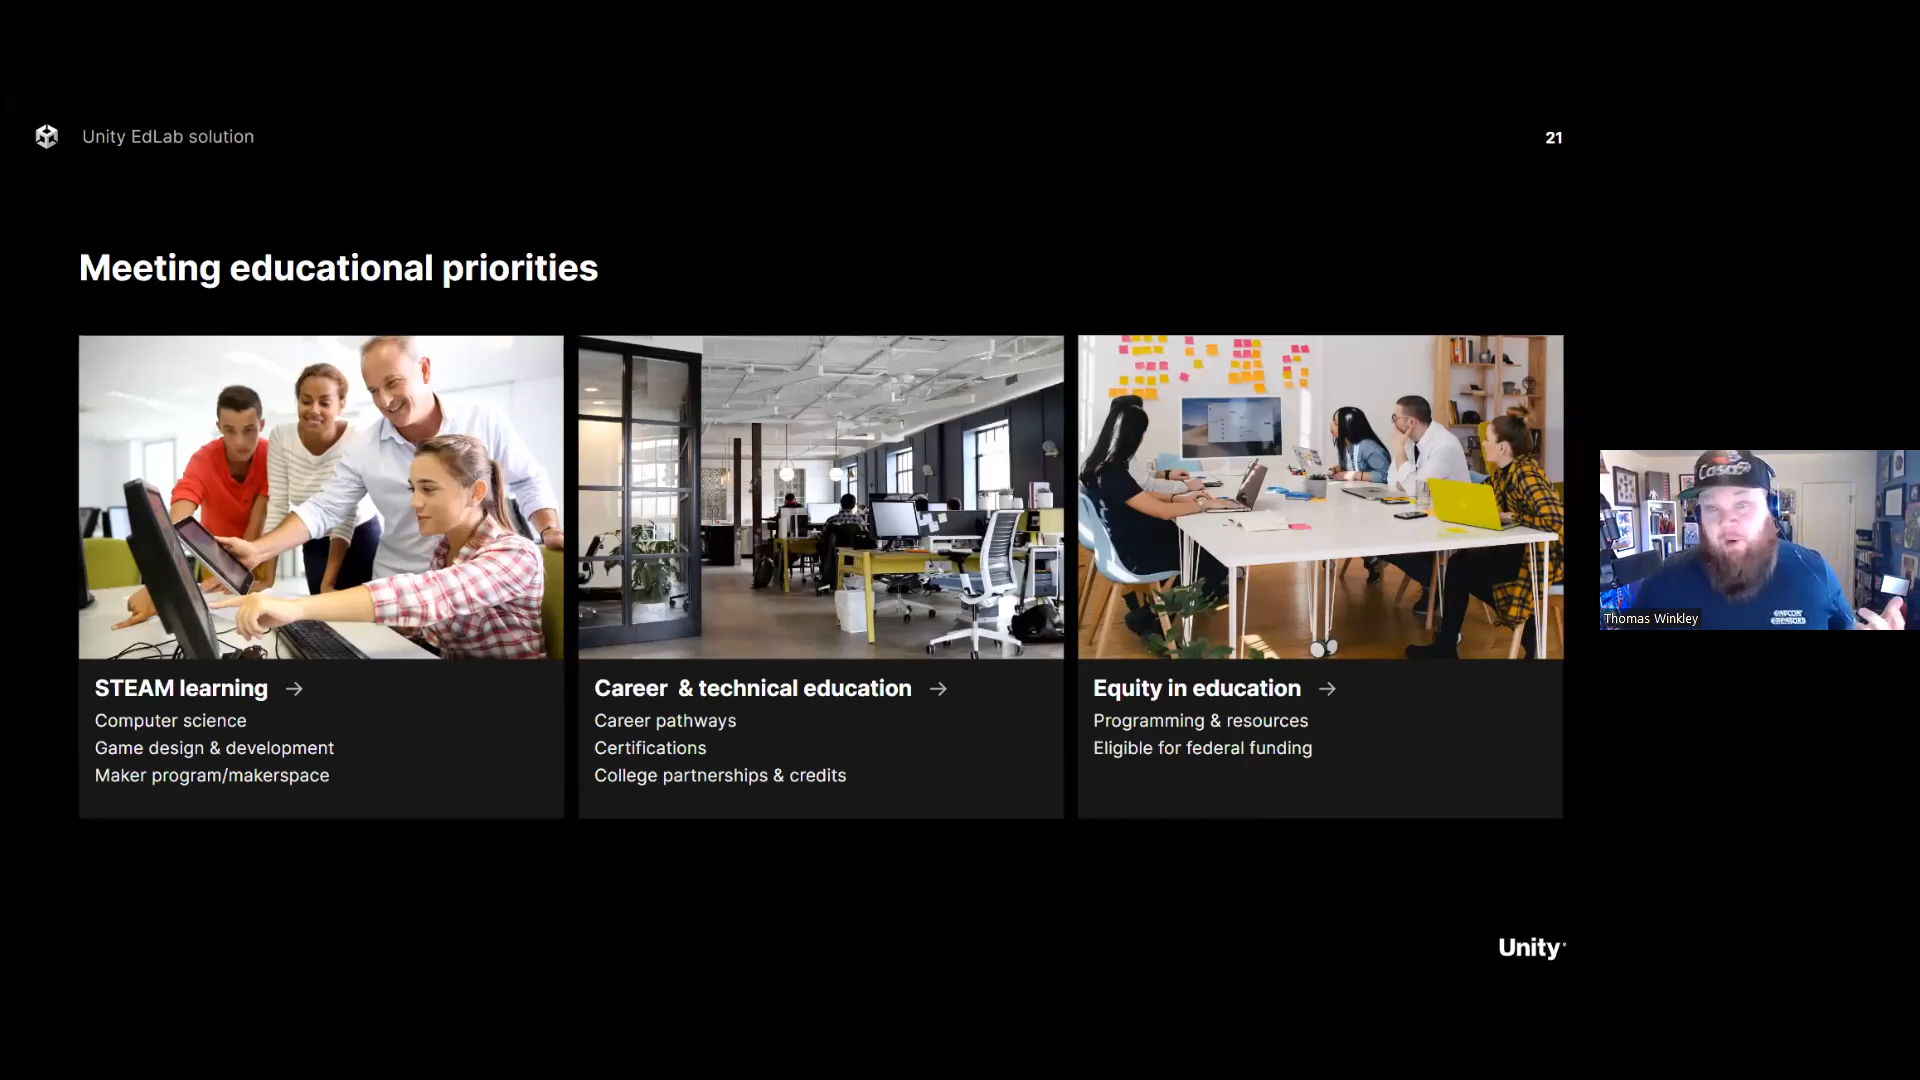 Unity EdLab solution
21
Meeting educational priorities
STEAM learning →
Computer science
Game design & development
Maker program/makerspace
Career & technical education →
Career pathways
Certifications
College partnerships & credits
Equity in education →
Programming & resources
Eligible for federal funding
Thomas Winkley
Unity